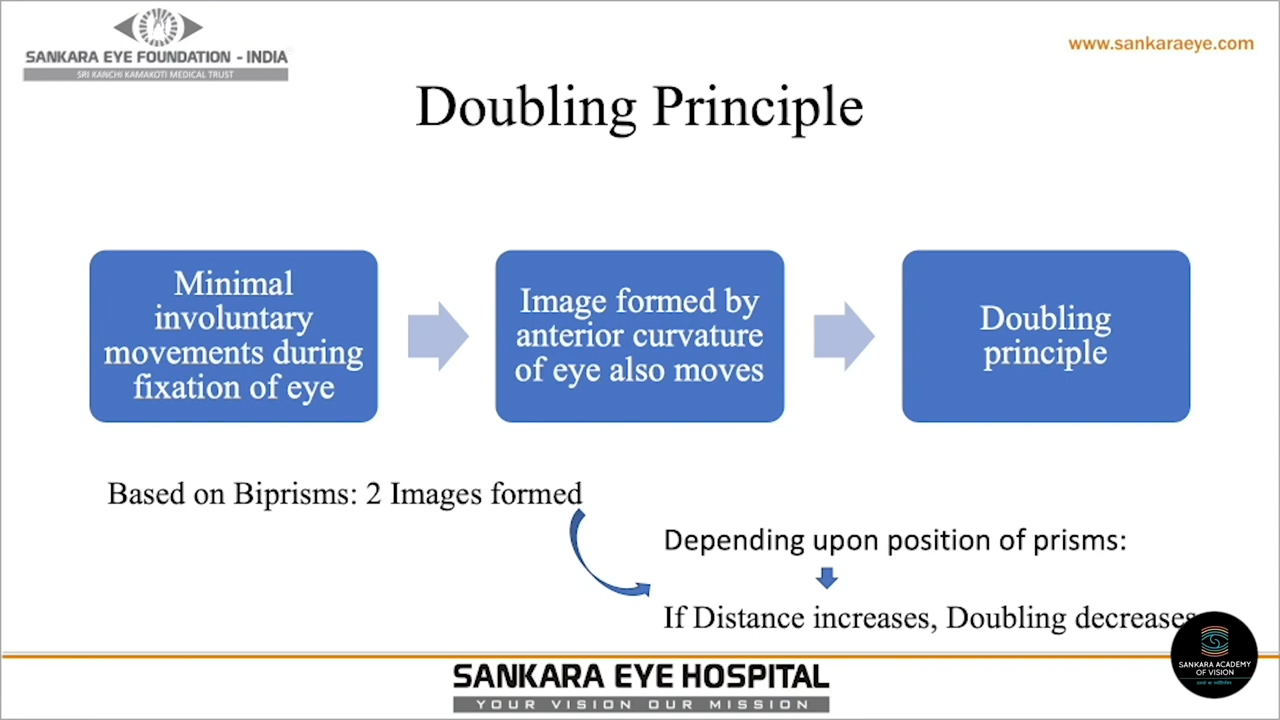 SANKARA EYE FOUNDATION - INDIA
SRI KANCHI KAMAKOTI MEDICAL TRUST
www.sankaraeye.com
Doubling Principle
Minimal
involuntary
movements during
fixation of eye
Image formed by
anterior curvature
of eye also moves
Doubling
principle
Based on Biprisms: 2 Images formed
Depending upon position of prisms:
If Distance increases, Doubling decreases
SANKARA ACADEMY
OF VISION
SANKARA EYE HOSPITAL
YOUR VISION OUR MISSION